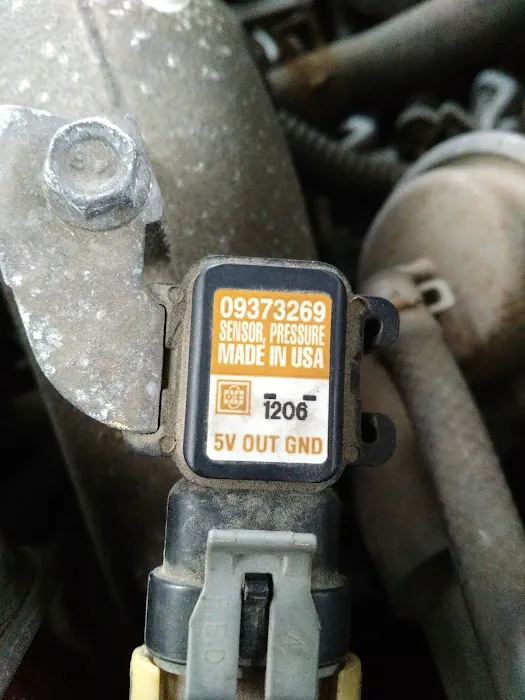 09373269
SENSOR, PRESSURE
MADE IN USA
1206
5V OUT GND